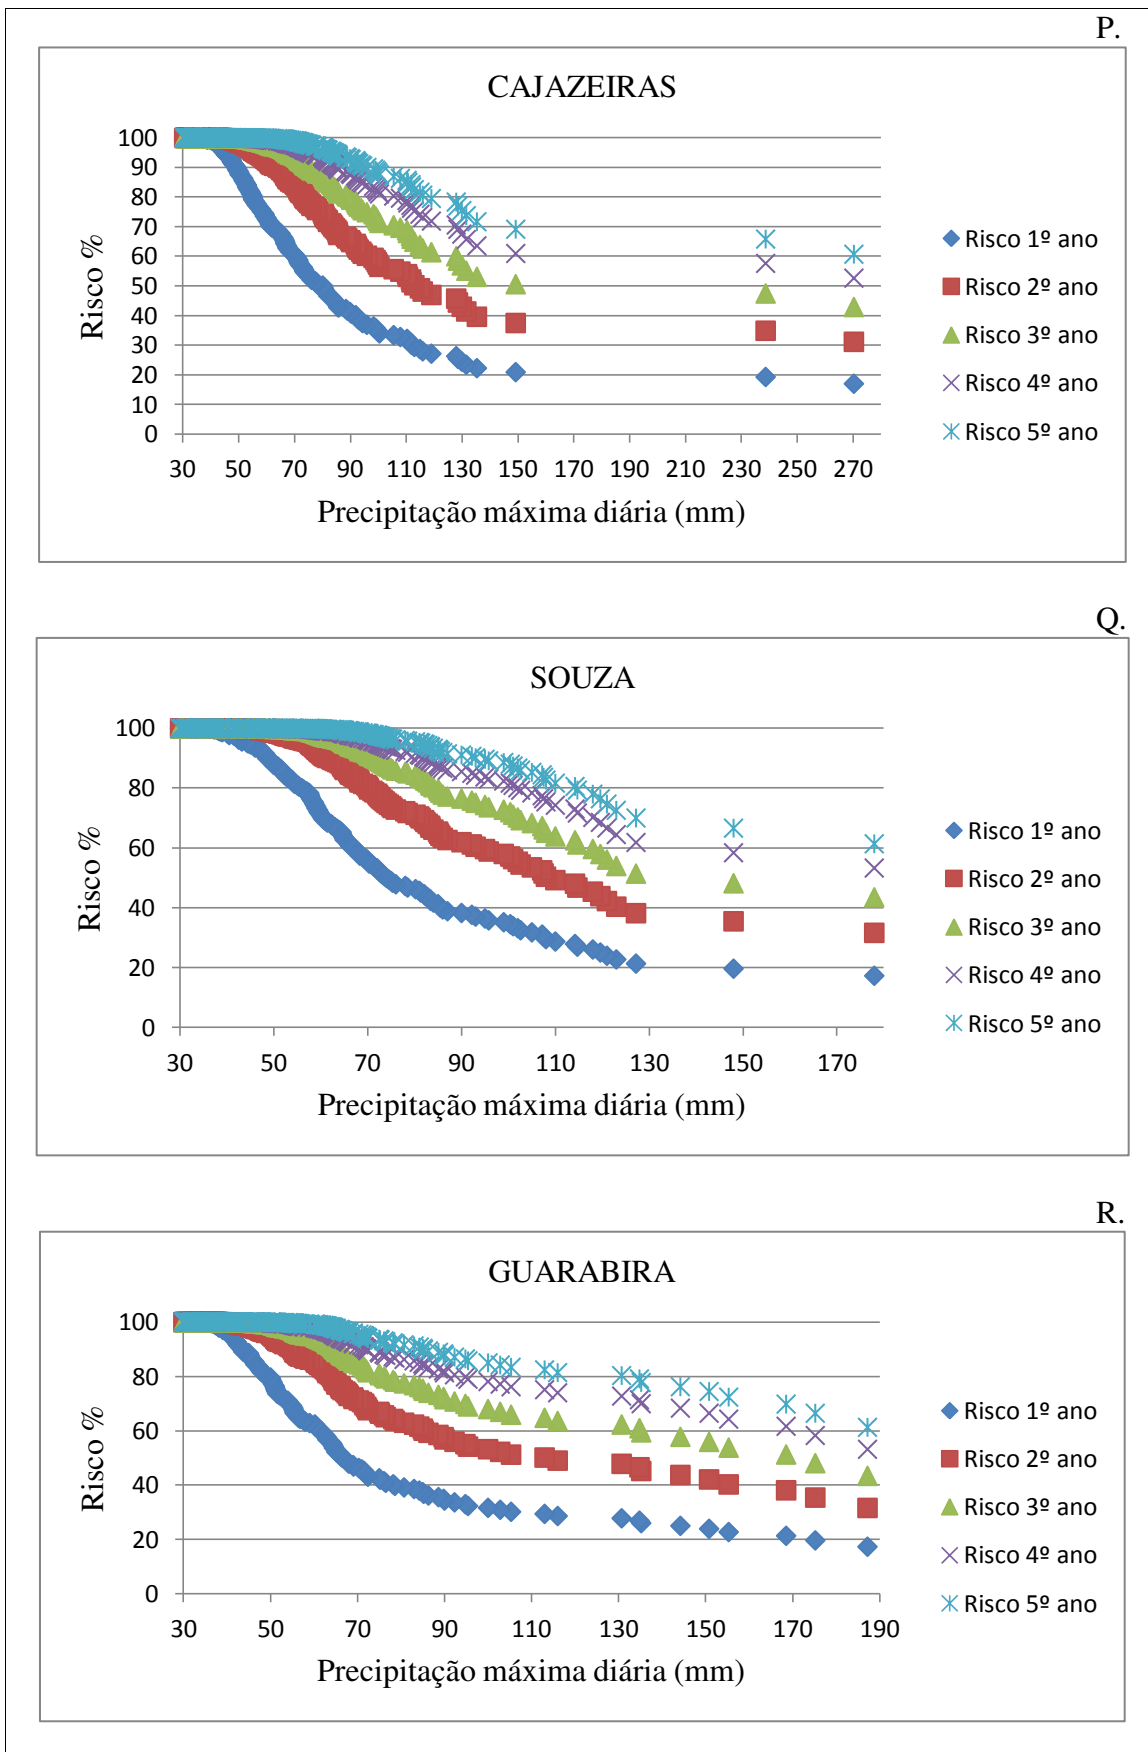 P.
CAJAZEIRAS
100
90
80
70
60
50
40
30
20
10
0
Risco %
30 50 70 90 110 130 150 170 190 210 230 250 270
Precipitação máxima diária (mm)
Risco 1º ano
Risco 2º ano
Risco 3º ano
Risco 4º ano
Risco 5º ano
Q.
SOUZA
100
80
60
40
20
0
Risco %
30 50 70 90 110 130 150 170
Precipitação máxima diária (mm)
Risco 1º ano
Risco 2º ano
Risco 3º ano
Risco 4º ano
Risco 5º ano
R.
GUARABIRA
100
80
60
40
20
0
Risco %
30 50 70 90 110 130 150 170 190
Precipitação máxima diária (mm)
Risco 1º ano
Risco 2º ano
Risco 3º ano
Risco 4º ano
Risco 5º ano